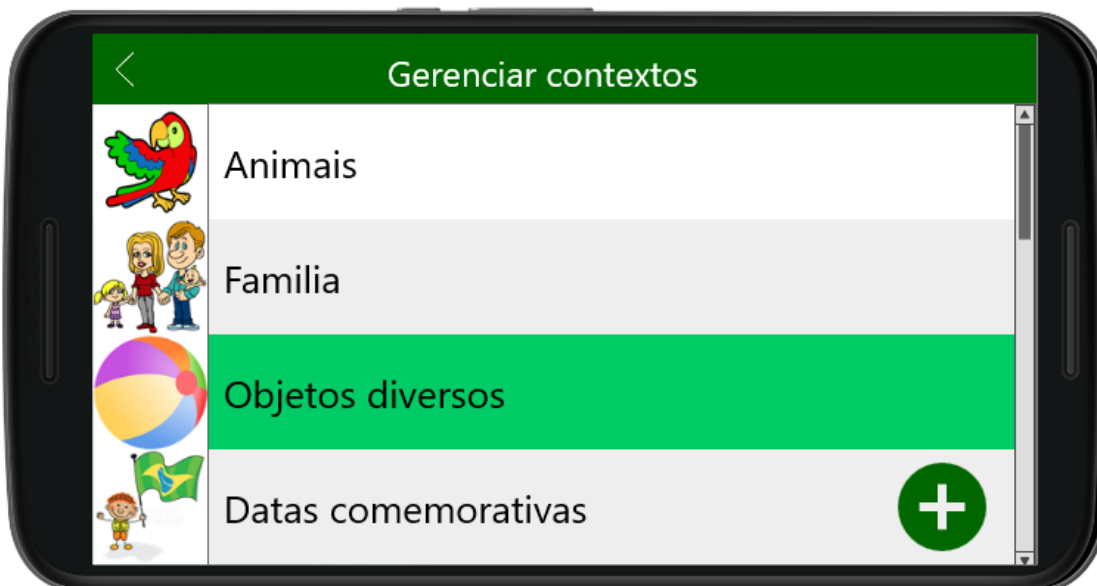 Gerenciar contextos
Animais
Familia
Objetos diversos
Datas comemorativas